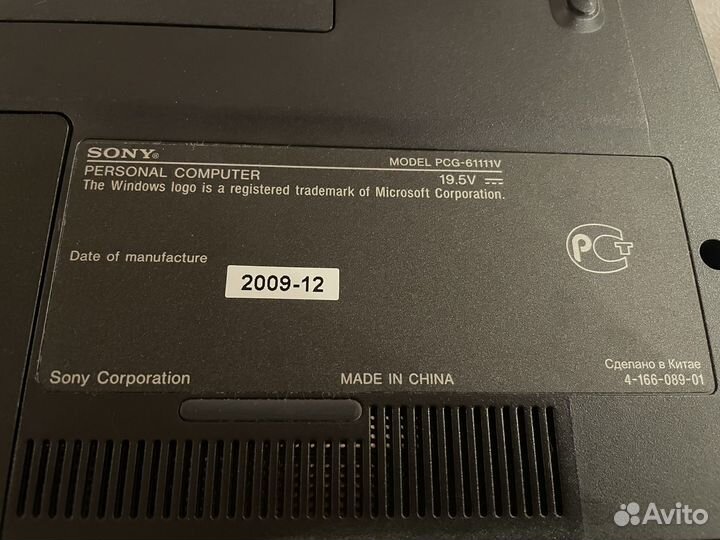 SONY®
MODEL PCG-61111V
PERSONAL COMPUTER
19.5V
The Windows logo is a registered trademark of Microsoft Corporation.
РСТ
Date of manufacture
2009-12
Сделано в Китае
Sony Corporation
MADE IN CHINA
4-166-089-01
Avito